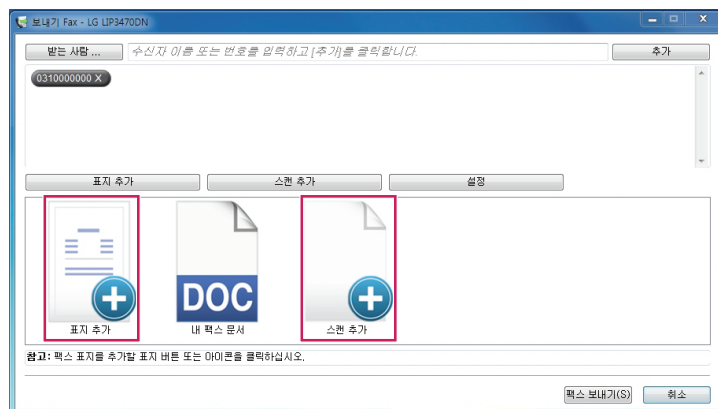 보내기 Fax - LG LIP3470DN
받는 사람 ... 수신자 이름 또는 번호를 입력하고 [추가]를 클릭합니다. 추가
0310000000 X
표지 추가 스캔 추가 설정
DOC
표지 추가 내 팩스 문서 스캔 추가
참고: 팩스 표지를 추가할 표지 버튼 또는 아이콘을 클릭하십시오.
팩스 보내기(S) 취소